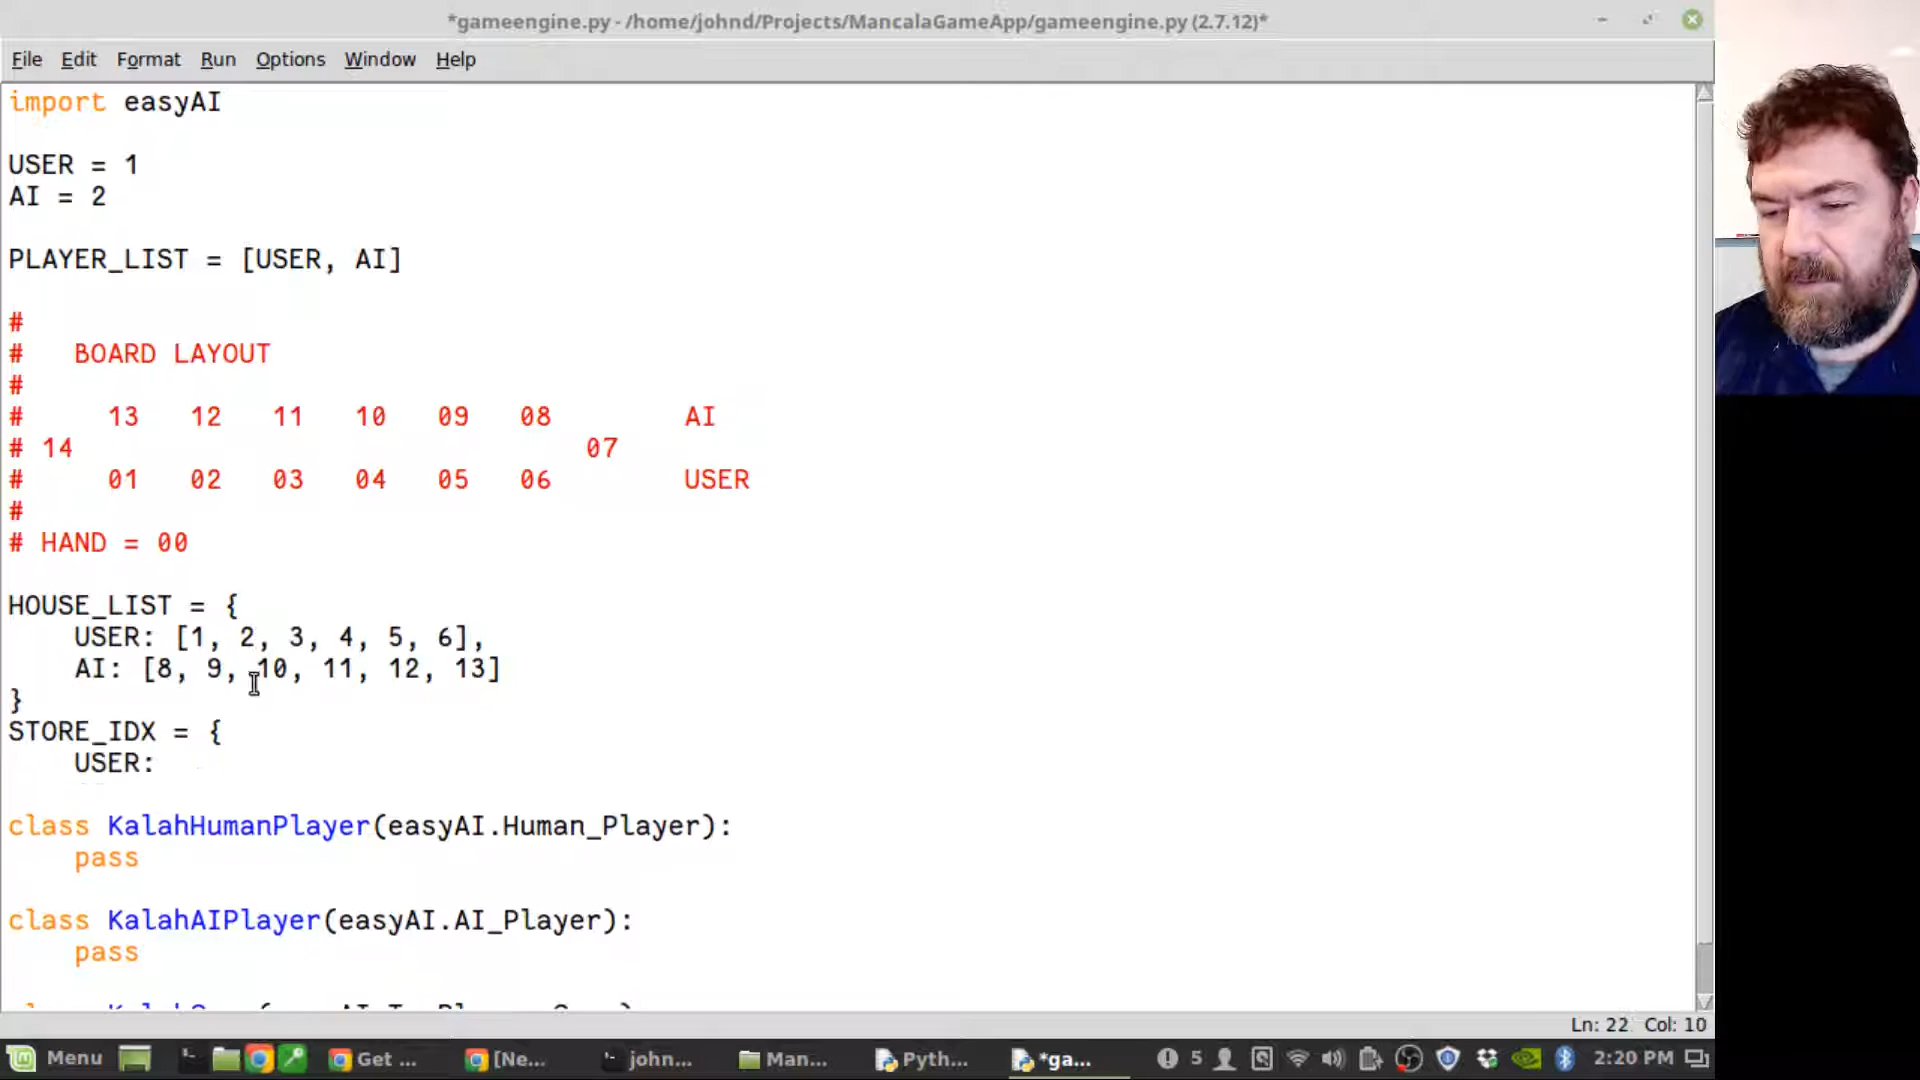 *gameengine.py - /home/johnd/Projects/MancalaGameApp/gameengine.py (2.7.12)*
File Edit Format Run Options Window Help
import easyAI
USER = 1
AI = 2
PLAYER_LIST = [USER, AI]
#
#   BOARD LAYOUT
#
#     13   12   11   10   09   08        AI
# 14                               07
#     01   02   03   04   05   06        USER
#
# HAND = 00
HOUSE_LIST = {
    USER: [1, 2, 3, 4, 5, 6],
    AI: [8, 9, 10, 11, 12, 13]
}
STORE_IDX = {
    USER:
class KalahHumanPlayer(easyAI.Human_Player):
    pass
class KalahAIPlayer(easyAI.AI_Player):
    pass
Ln: 22 Col: 10
Menu Get ... [Ne... john... Man... Pyth... *ga... 5 2:20 PM